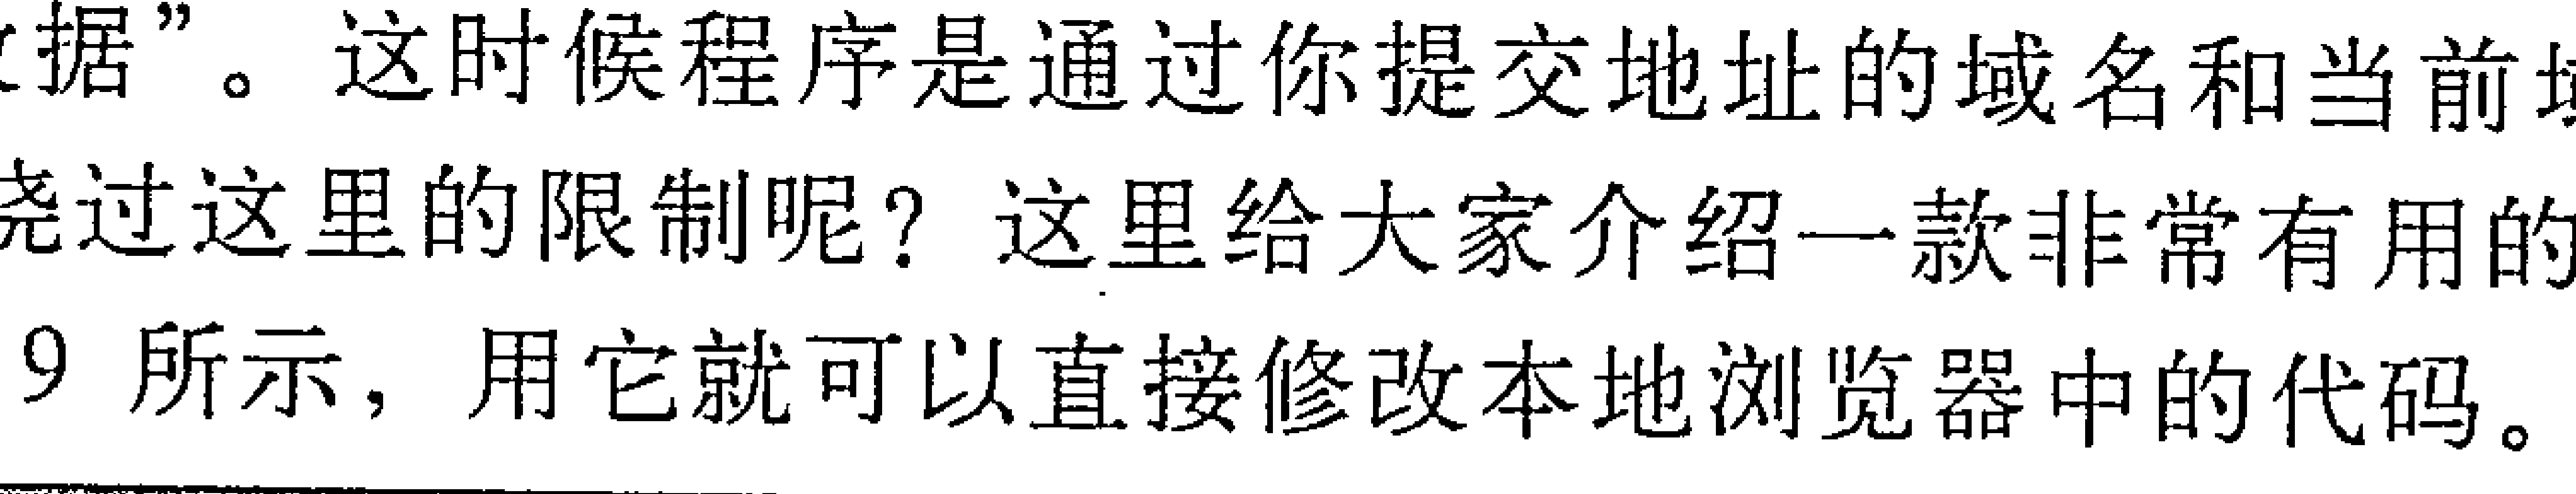 据”。这时候程序是通过你提交地址的域名和当前
绕过这里的限制呢？这里给大家介绍一款非常有用的
9 所示，用它就可以直接修改本地浏览器中的代码。